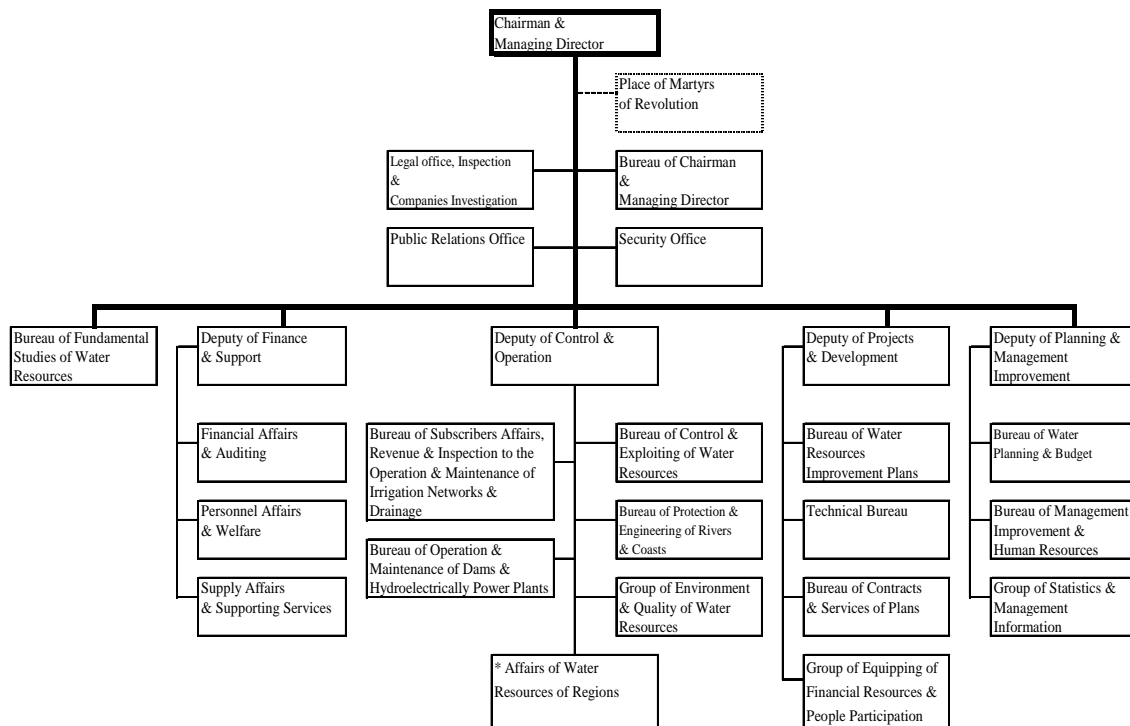 Chairman &
Managing Director
Place of Martyrs
of Revolution
Legal office, Inspection
&
Companies Investigation
Bureau of Chairman
&
Managing Director
Public Relations Office
Security Office
Bureau of Fundamental
Studies of Water
Resources
Deputy of Finance
& Support
Deputy of Control &
Operation
Deputy of Projects
& Development
Deputy of Planning &
Management
Improvement
Financial Affairs
& Auditing
Personnel Affairs
& Welfare
Supply Affairs
& Supporting Services
Bureau of Subscribers Affairs,
Revenue & Inspection to the
Operation & Maintenance of
Irrigation Networks &
Drainage
Bureau of Operation &
Maintenance of Dams &
Hydroelectrically Power Plants
Bureau of Control &
Exploiting of Water
Resources
Bureau of Protection &
Engineering of Rivers
& Coasts
Group of Environment
& Quality of Water
Resources
* Affairs of Water
Resources of Regions
Bureau of Water
Resources
Improvement Plans
Technical Bureau
Bureau of Contracts
& Services of Plans
Group of Equipping of
Financial Resources &
People Participation
Bureau of Water
Planning & Budget
Bureau of Management
Improvement &
Human Resources
Group of Statistics &
Management
Information